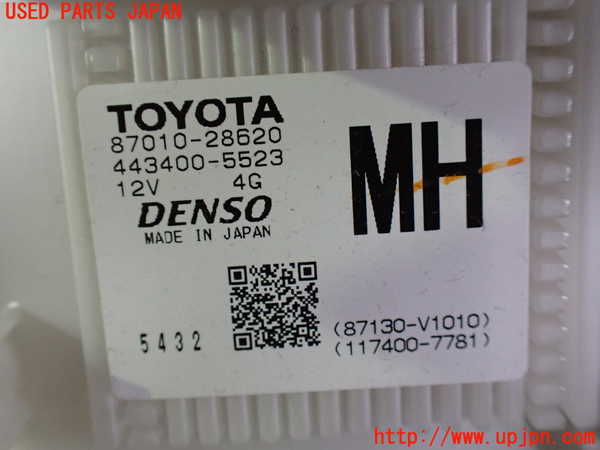 USED PARTS JAPAN
TOYOTA
87010-28620
443400-5523
12V 4G
DENSO
MADE IN JAPAN
MH
5432
(87130-V1010)
(117400-7781)
http://www.upjpn.com/